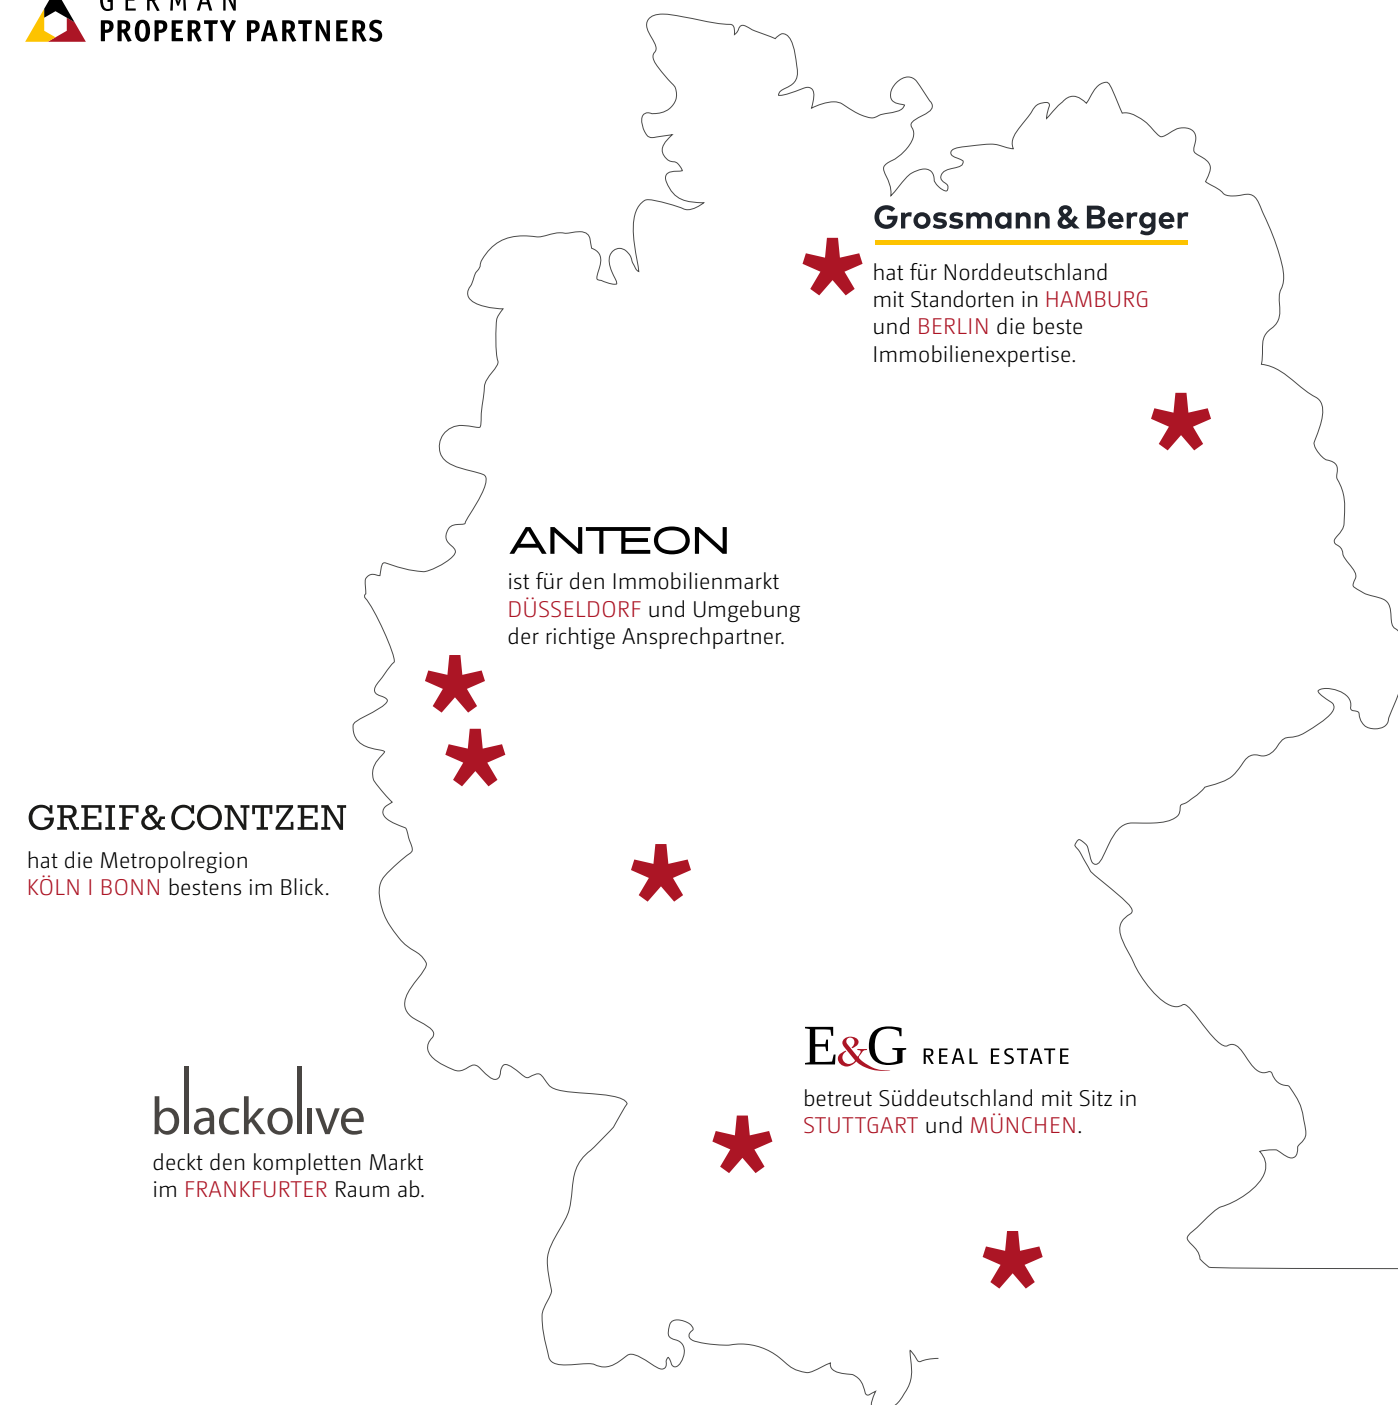 GERMAN
PROPERTY PARTNERS
Grossmann & Berger
hat für Norddeutschland
mit Standorten in HAMBURG
und BERLIN die beste
Immobilienexpertise.
ANTEON
ist für den Immobilienmarkt
DÜSSELDORF und Umgebung
der richtige Ansprechpartner.
GREIF & CONTZEN
hat die Metropolregion
KÖLN I BONN bestens im Blick.
E&G REAL ESTATE
betreut Süddeutschland mit Sitz in
STUTTGART und MÜNCHEN.
blackolive
deckt den kompletten Markt
im FRANKFURTER Raum ab.